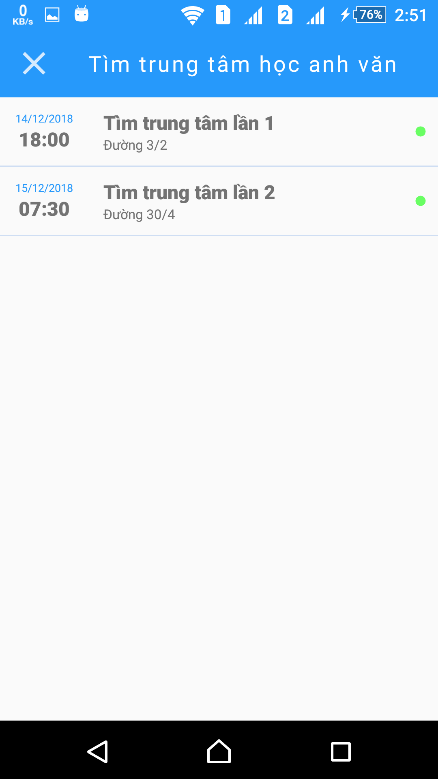 0
KB/s
1
2
76%
2:51
Tìm trung tâm học anh văn
14/12/2018
18:00
Tìm trung tâm lần 1
Đường 3/2
15/12/2018
07:30
Tìm trung tâm lần 2
Đường 30/4